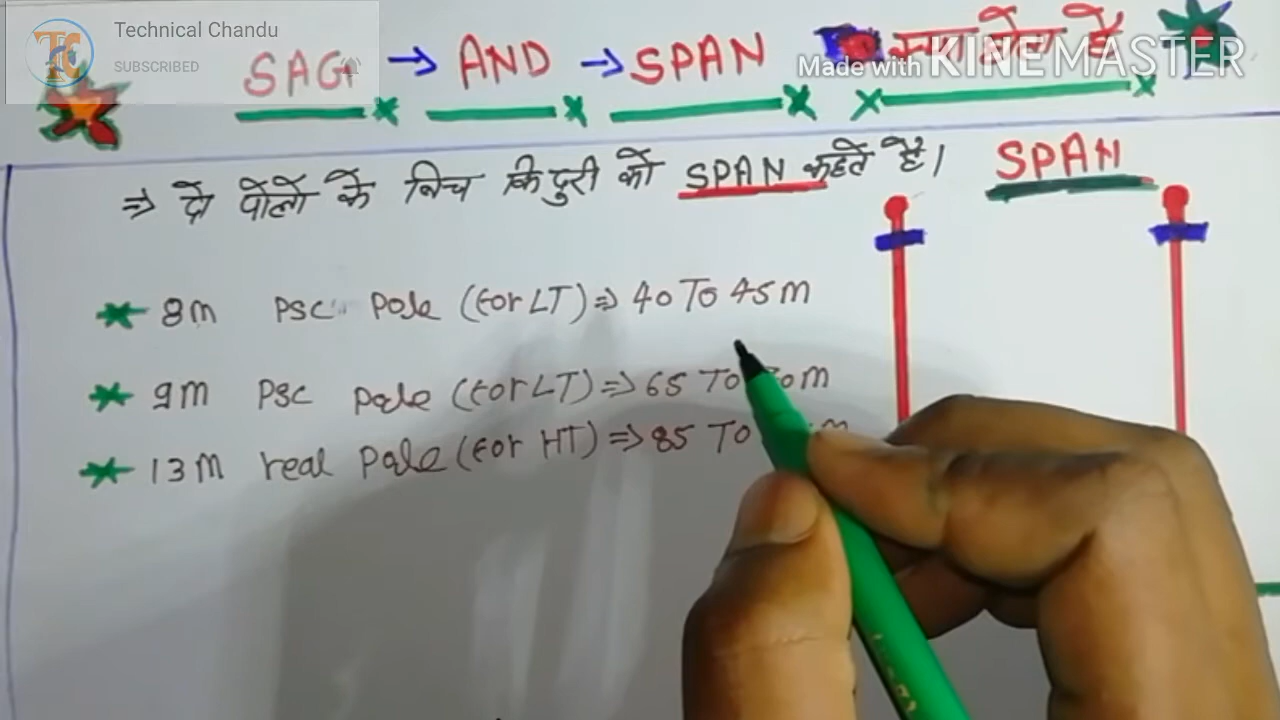 Technical Chandu
SUBSCRIBED
SAG → AND → SPAN क्या होता है
Made with KINEMASTER
⇒ दो पोलो के बिच कि दुरी को SPAN कहते है।
SPAN
8m PSC Pole (for LT) ⇒ 40 To 45m
9m PSC Pole (for LT) ⇒ 65 To
13m real Pole (for HT) ⇒ 85 To